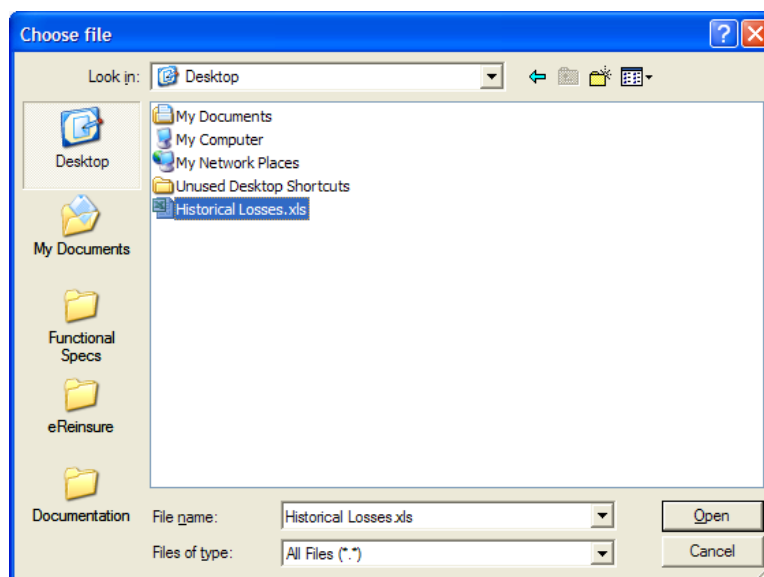 Choose file
Look in:
Desktop
Desktop
My Documents
Functional
Specs
eReinsure
Documentation
My Documents
My Computer
My Network Places
Unused Desktop Shortcuts
Historical Losses.xls
File name:
Historical Losses.xls
Open
Files of type:
All Files (*.*)
Cancel